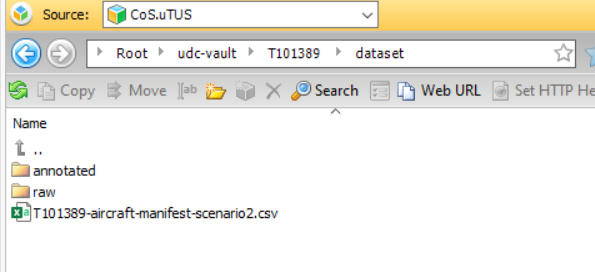 Source: CoS.uTUS
Root udc-vault T101389 dataset
Copy Move ab Search Web URL Set HTTP He
Name
..
annotated
raw
T101389-aircraft-manifest-scenario2.csv